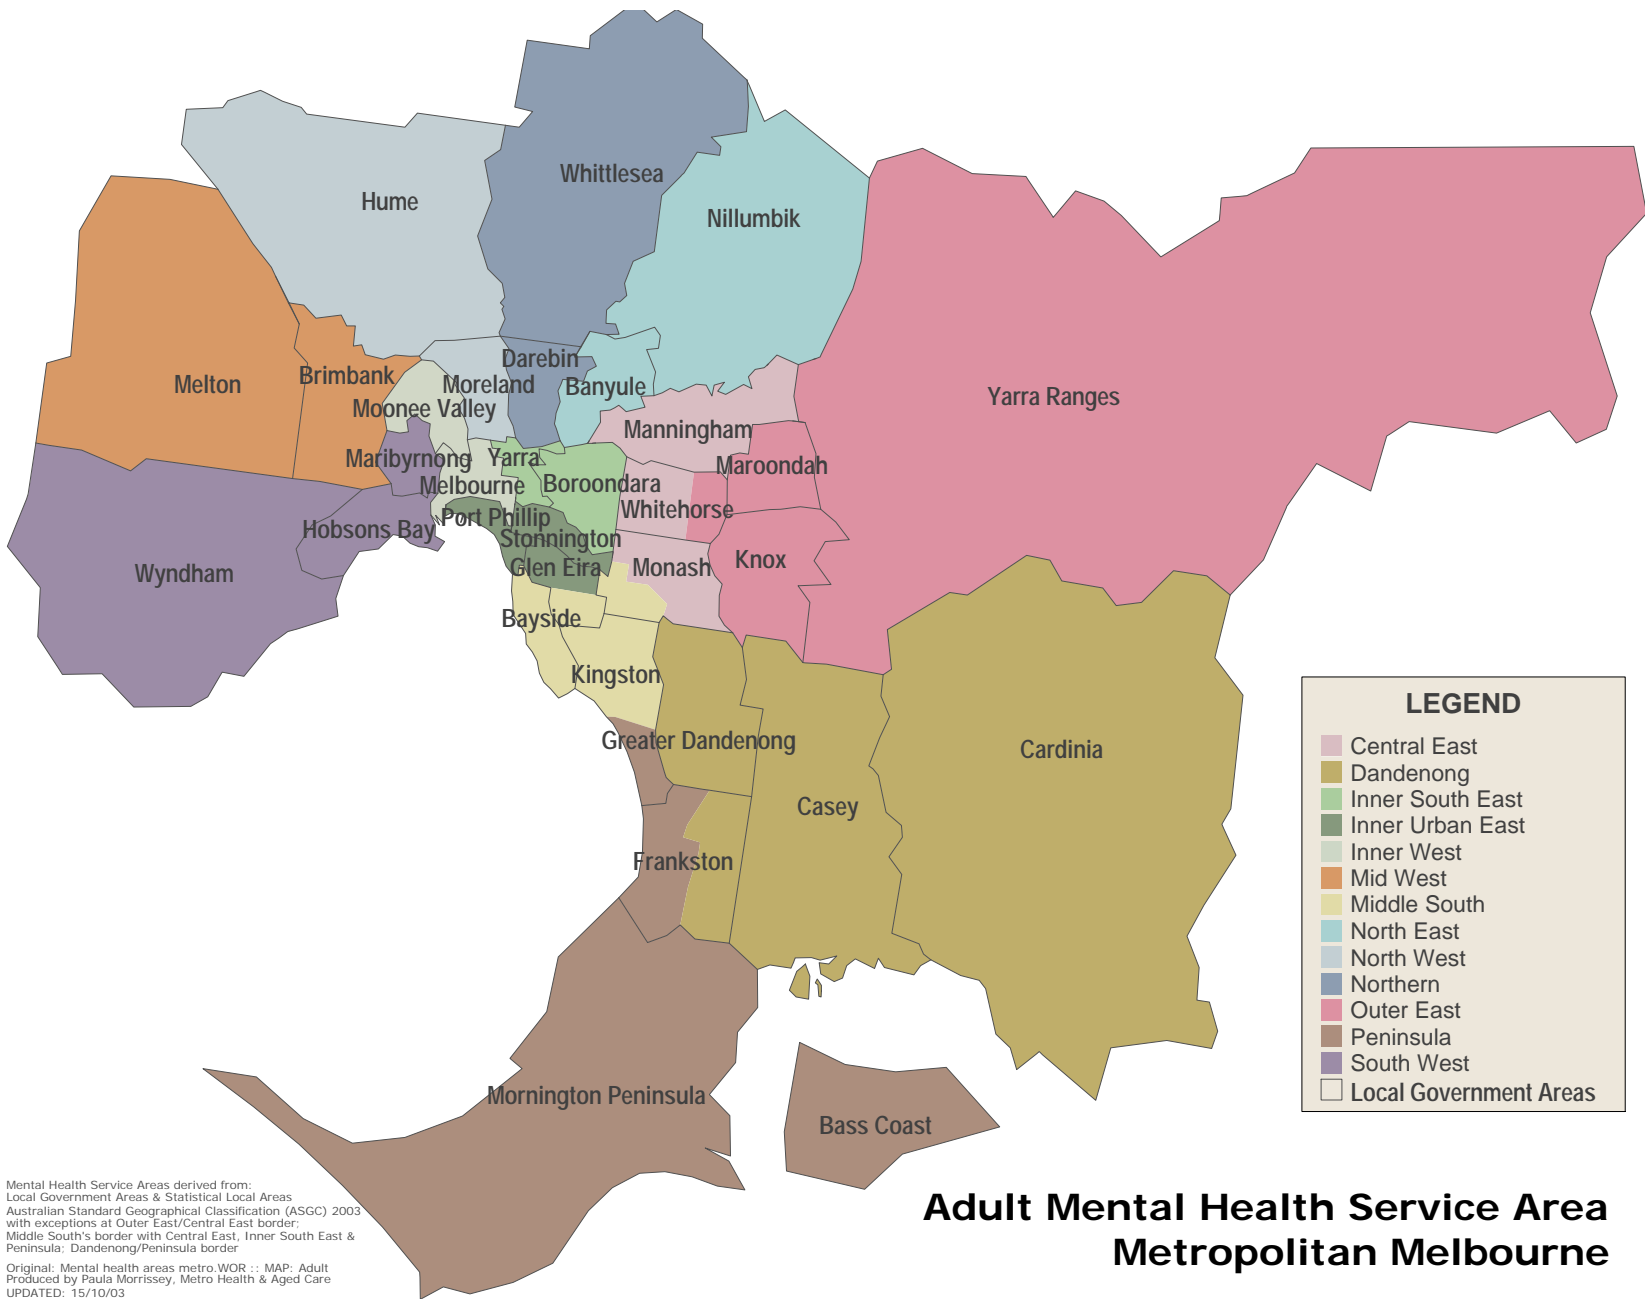 Whittlesea
Hume
Nillumbik
Darebin
Brimbank
Melton
Moreland
Banyule
Yarra Ranges
Moonee Valley
Manningham
Maribyrnong
Yarra
Maroondah
Melbourne
Boroondara
Whitehorse
Port Phillip
Hobsons Bay
Stonnington
Knox
Glen Eira
Monash
Wyndham
Bayside
Kingston
Greater Dandenong
Cardinia
Casey
Frankston
Mornington Peninsula
Bass Coast
LEGEND
Central East
Dandenong
Inner South East
Inner Urban East
Inner West
Mid West
Middle South
North East
North West
Northern
Outer East
Peninsula
South West
Local Government Areas
Mental Health Service Areas derived from:
Local Government Areas & Statistical Local Areas
Australian Standard Geographical Classification (ASGC) 2003
with exceptions at Outer East/Central East border;
Middle South's border with Central East, Inner South East &
Peninsula; Dandenong/Peninsula border
Original: Mental health areas metro.WOR :: MAP: Adult
Produced by Paula Morrissey, Metro Health & Aged Care
UPDATED: 15/10/03
Adult Mental Health Service Area
Metropolitan Melbourne